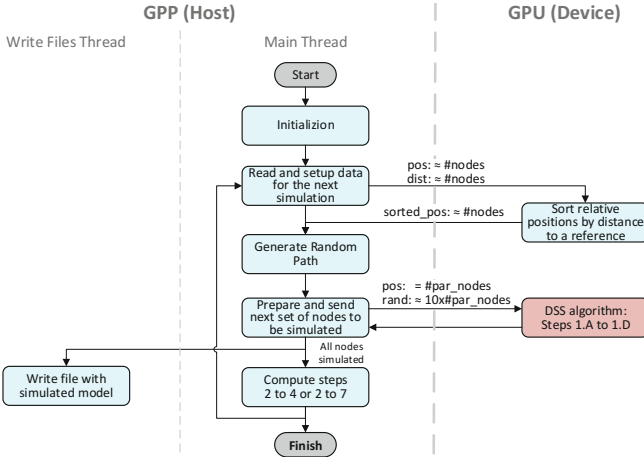 GPP (Host)
GPU (Device)
Write Files Thread
Main Thread
Start
Initializion
Read and setup data
for the next
simulation
pos: ≈ #nodes
dist: ≈ #nodes
sorted_pos: ≈ #nodes
Sort relative
positions by distance
to a reference
Generate Random
Path
Prepare and send
next set of nodes to
be simulated
pos: = #par_nodes
rand: ≈ 10x#par_nodes
DSS algorithm:
Steps 1.A to 1.D
All nodes
simulated
Write file with
simulated model
Compute steps
2 to 4 or 2 to 7
Finish